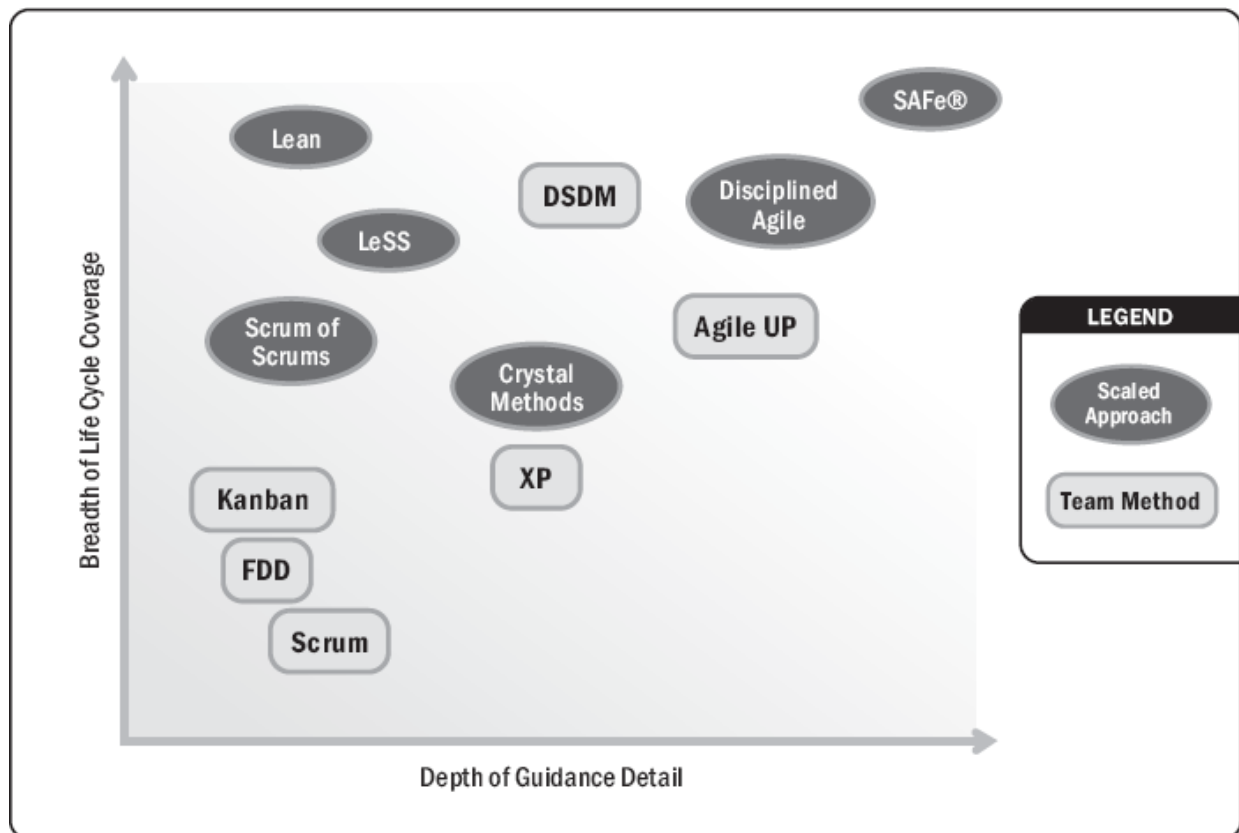 SAFe®
Lean
DSDM
Disciplined
Agile
LeSS
Scrum of
Scrums
Agile UP
Crystal
Methods
XP
Kanban
FDD
Scrum
Breadth of Life Cycle Coverage
Depth of Guidance Detail
LEGEND
Scaled
Approach
Team Method